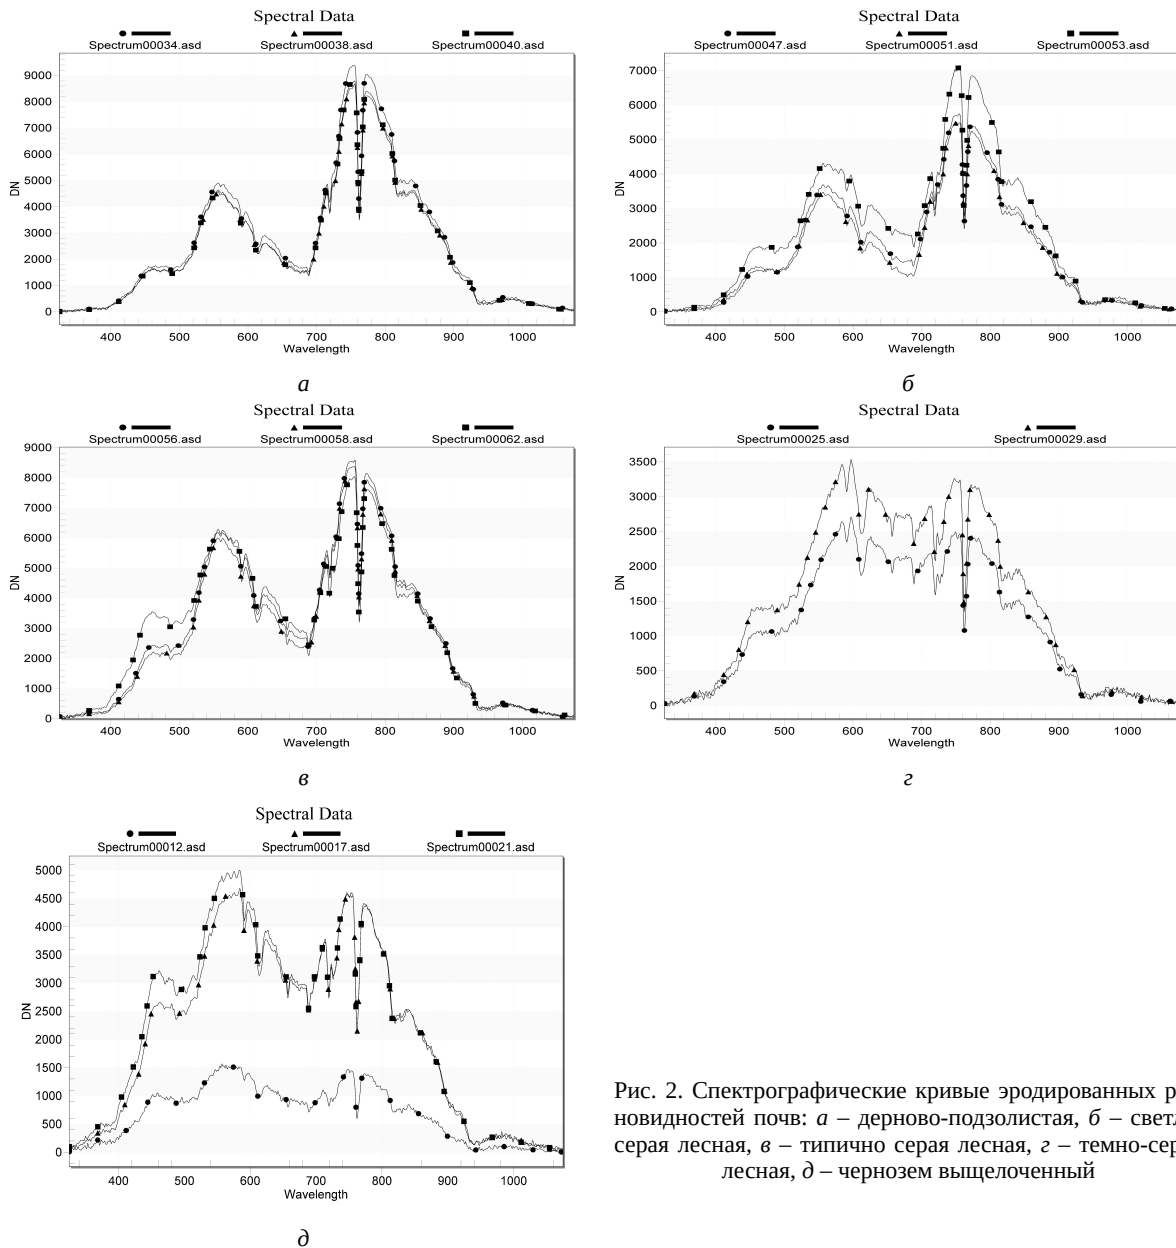 Spectral Data
Spectrum00034.asd Spectrum00038.asd Spectrum00040.asd
9000
8000
7000
6000
5000
4000
3000
2000
1000
0
DN
400 500 600 700 800 900 1000
Wavelength
а
Spectral Data
Spectrum00047.asd Spectrum00051.asd Spectrum00053.asd
7000
6000
5000
4000
3000
2000
1000
0
DN
400 500 600 700 800 900 1000
Wavelength
б
Spectral Data
Spectrum00056.asd Spectrum00058.asd Spectrum00062.asd
9000
8000
7000
6000
5000
4000
3000
2000
1000
0
DN
400 500 600 700 800 900 1000
Wavelength
в
Spectral Data
Spectrum00025.asd Spectrum00029.asd
3500
3000
2500
2000
1500
1000
500
0
DN
400 500 600 700 800 900 1000
Wavelength
г
Spectral Data
Spectrum00012.asd Spectrum00017.asd Spectrum00021.asd
5000
4500
4000
3500
3000
2500
2000
1500
1000
500
0
DN
400 500 600 700 800 900 1000
Wavelength
д
Рис. 2. Спектрографические кривые эродированных р
новидностей почв: а – дерново-подзолистая, б – светл
серая лесная, в – типично серая лесная, г – темно-сер
лесная, д – чернозем выщелоченный